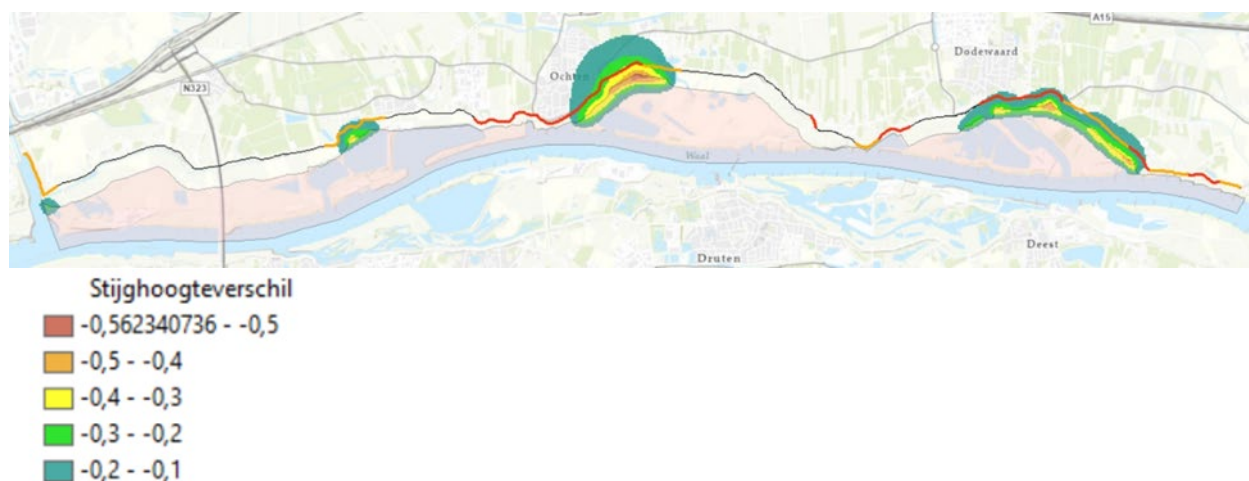 A15
Dodewaard
Ochten
N323
Waal
Deest
Druten
Stijghoogteverschil
-0,562340736 - -0,5
-0,5 - -0,4
-0,4 - -0,3
-0,3 - -0,2
-0,2 - -0,1